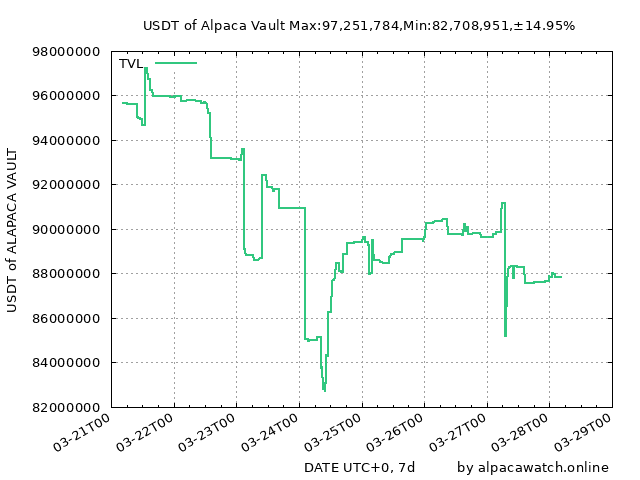 USDT of Alpaca Vault Max:97,251,784,Min:82,708,951,±14.95%
98000000
TVL
96000000
94000000
92000000
90000000
88000000
86000000
84000000
82000000
USDT of ALAPACA VAULT
03-21T00
03-22T00
03-23T00
03-24T00
03-25T00
03-26T00
03-27T00
03-28T00
03-29T00
DATE UTC+0, 7d
by alpacawatch.online